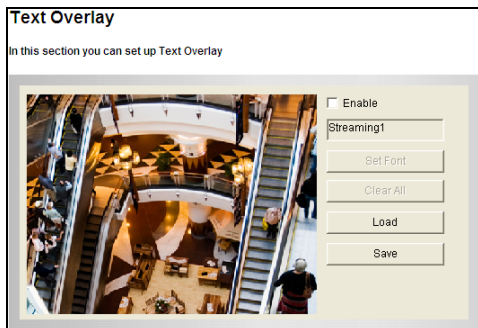 Text Overlay
In this section you can set up Text Overlay
Enable
Streaming1
Set Font
Clear All
Load
Save